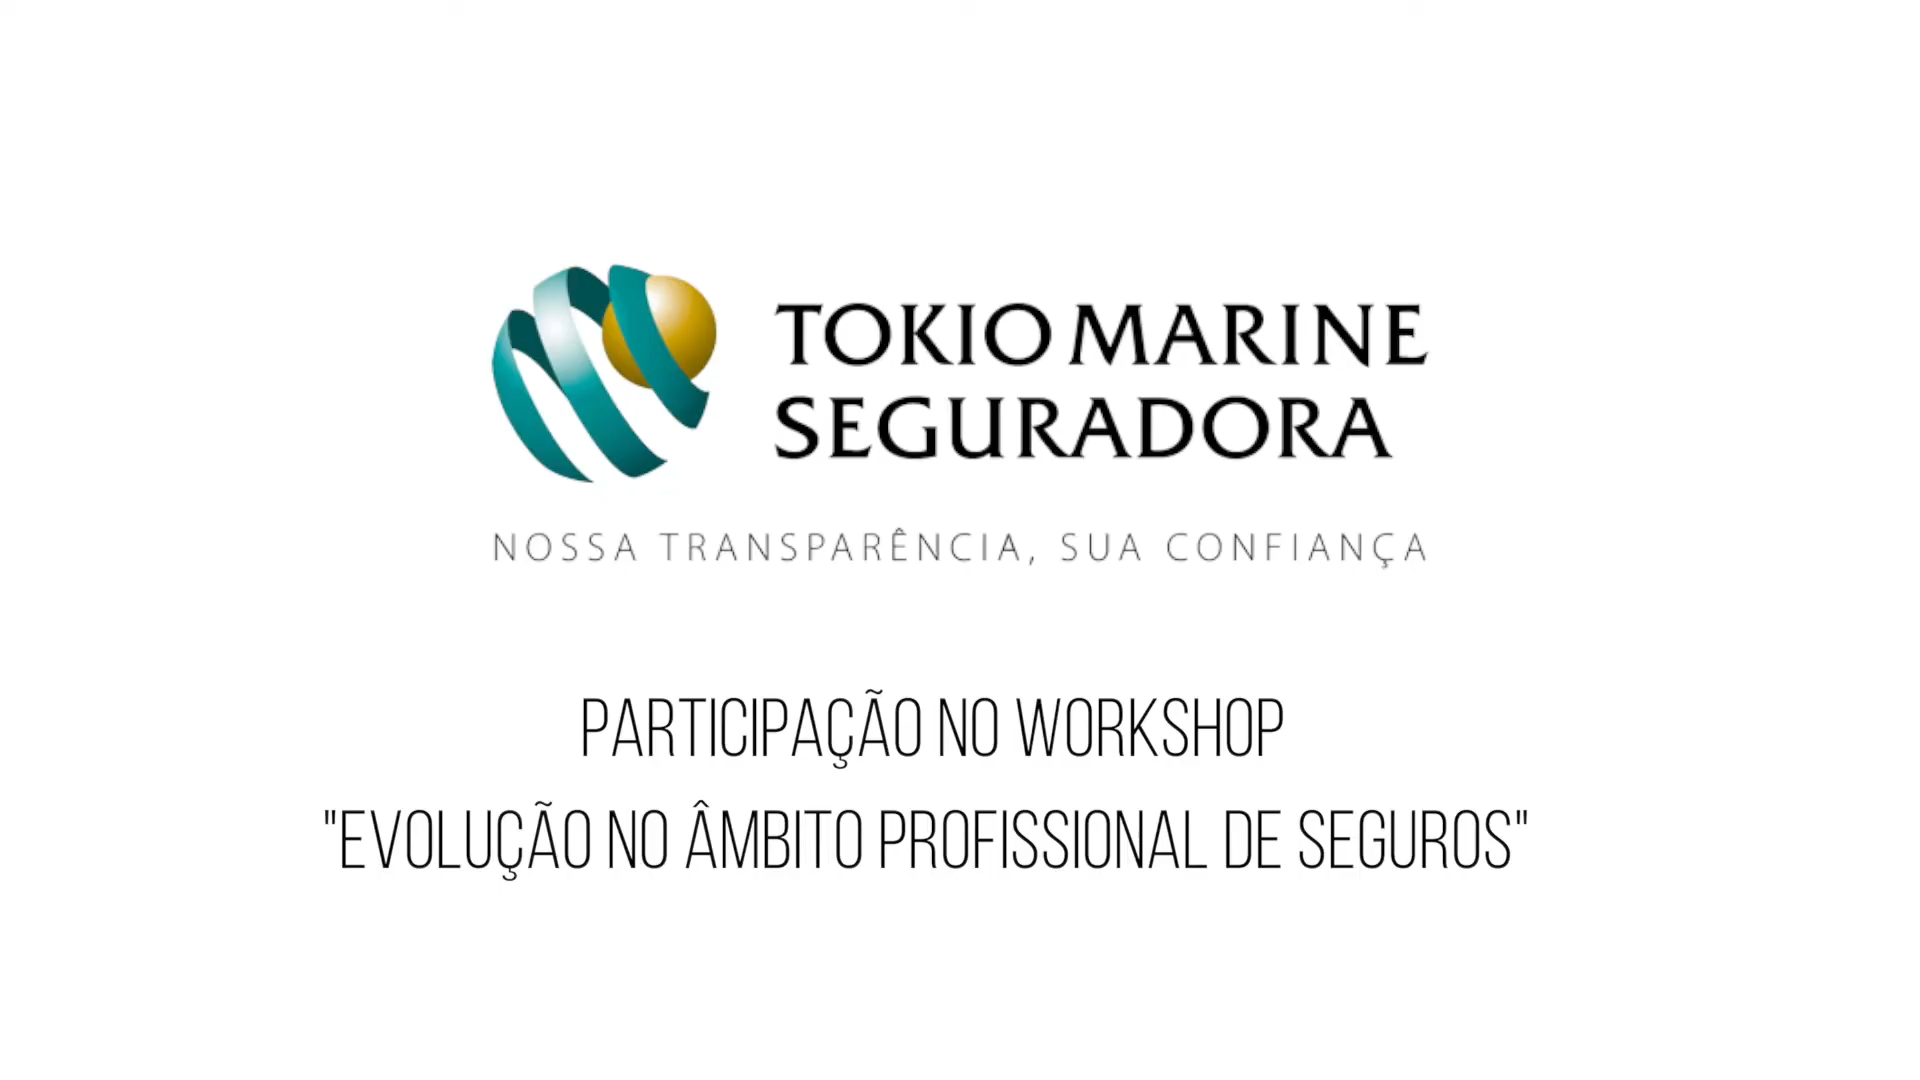 TOKIO MARINE
SEGURADORA
NOSSA TRANSPARÊNCIA, SUA CONFIANÇA
PARTICIPAÇÃO NO WORKSHOP
"EVOLUÇÃO NO ÂMBITO PROFISSIONAL DE SEGUROS"